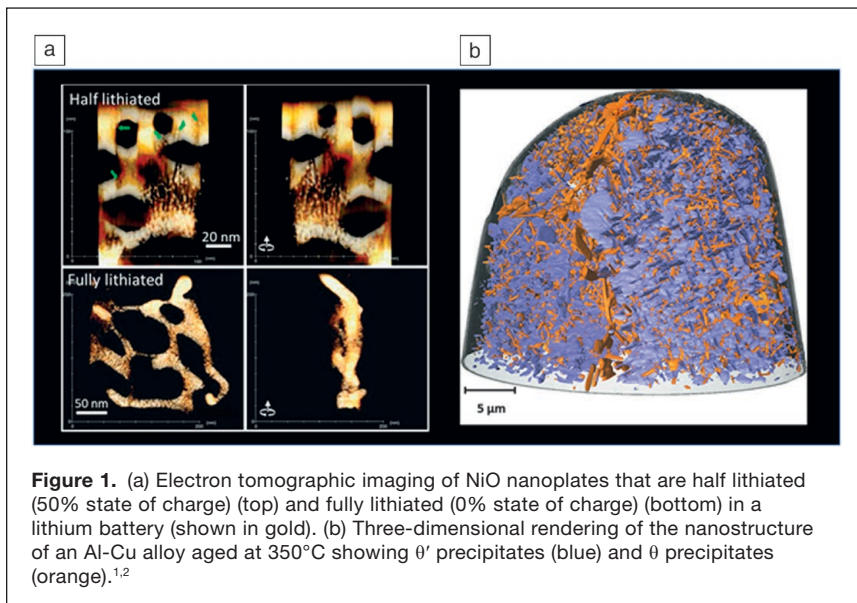 a
b
Half lithiated
20 nm
Fully lithiated
50 nm
5 µm
Figure 1. (a) Electron tomographic imaging of NiO nanoplates that are half lithiated
(50% state of charge) (top) and fully lithiated (0% state of charge) (bottom) in a
lithium battery (shown in gold). (b) Three-dimensional rendering of the nanostructure
of an Al-Cu alloy aged at 350°C showing θ′ precipitates (blue) and θ precipitates
(orange).1,2